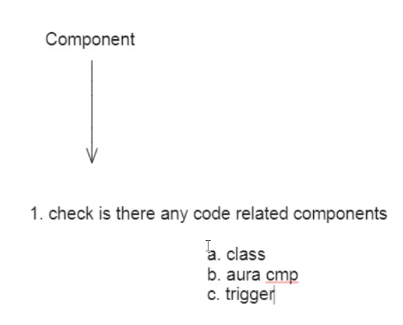 Component
1. check is there any code related components
a. class
b. aura cmp
c. trigger